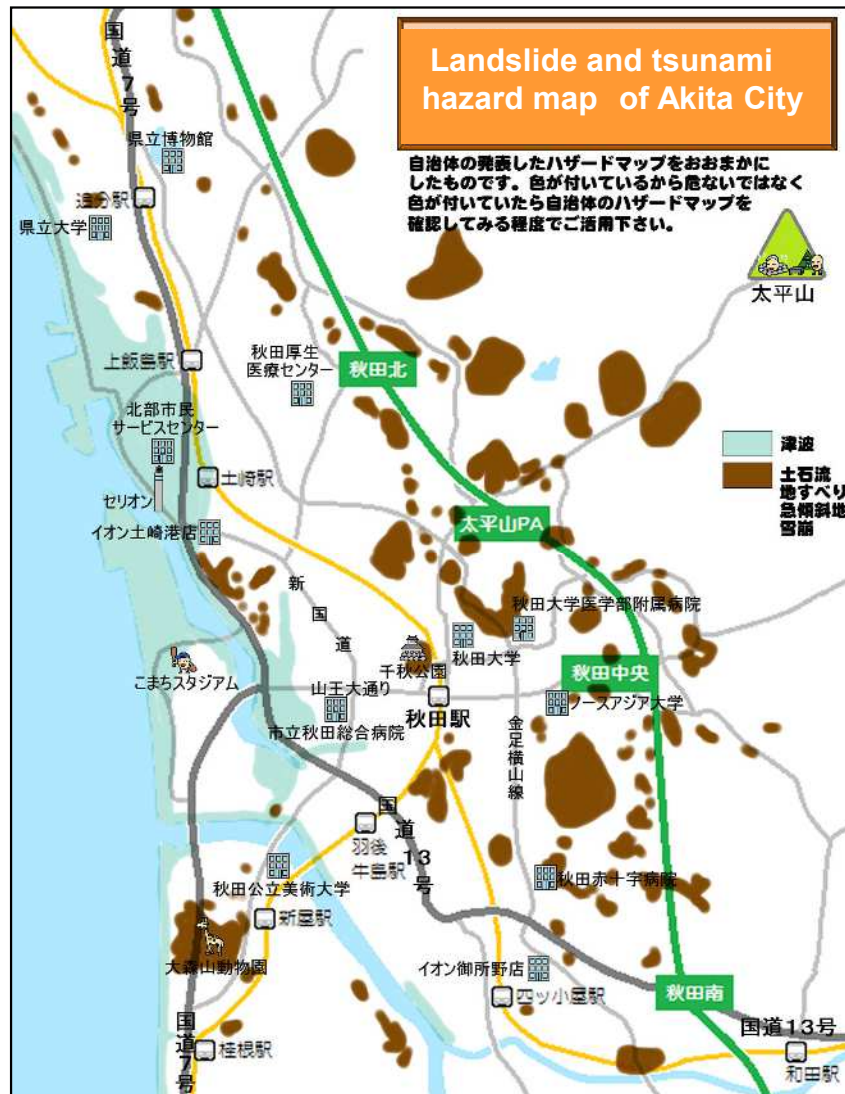 Landslide and tsunami
hazard map of Akita City
自治体の発表したハザードマップをおおまかに
したものです。色が付いているから危ないではなく
色が付いていたら自治体のハザードマップを
確認してみる程度でご活用下さい。
国道7号
県立博物館
追分駅
県立大学
太平山
上飯島駅
秋田厚生
医療センター
秋田北
北部市民
サービスセンター
津波
土石流
地すべり
急傾斜地
雪崩
土崎駅
セリオン
イオン土崎港店
太平山PA
新国道
秋田大学医学部附属病院
千秋公園
秋田大学
こまちスタジアム
秋田中央
山王大通り
秋田駅
ノースアジア大学
市立秋田総合病院
金足横山線
国道13号
羽後
牛島駅
秋田公立美術大学
秋田赤十字病院
新屋駅
大森山動物園
イオン御所野店
四ッ小屋駅
秋田南
国道7号
国道13号
桂根駅
和田駅